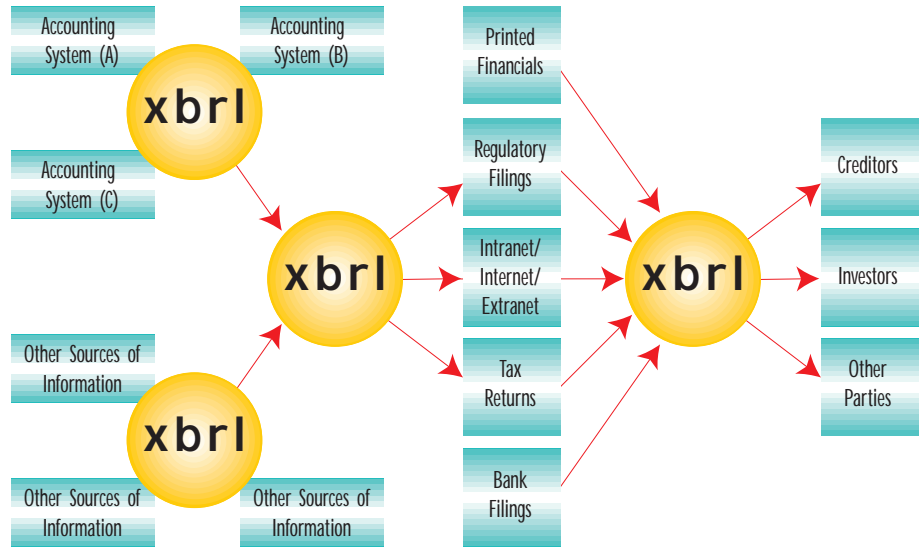 Accounting
System (A)
Accounting
System (B)
xbrl
Accounting
System (C)
xbrl
Other Sources of
Information
xbrl
Other Sources of
Information
Other Sources of
Information
Printed
Financials
Regulatory
Filings
Intranet/
Internet/
Extranet
Tax
Returns
Bank
Filings
xbrl
Creditors
Investors
Other
Parties